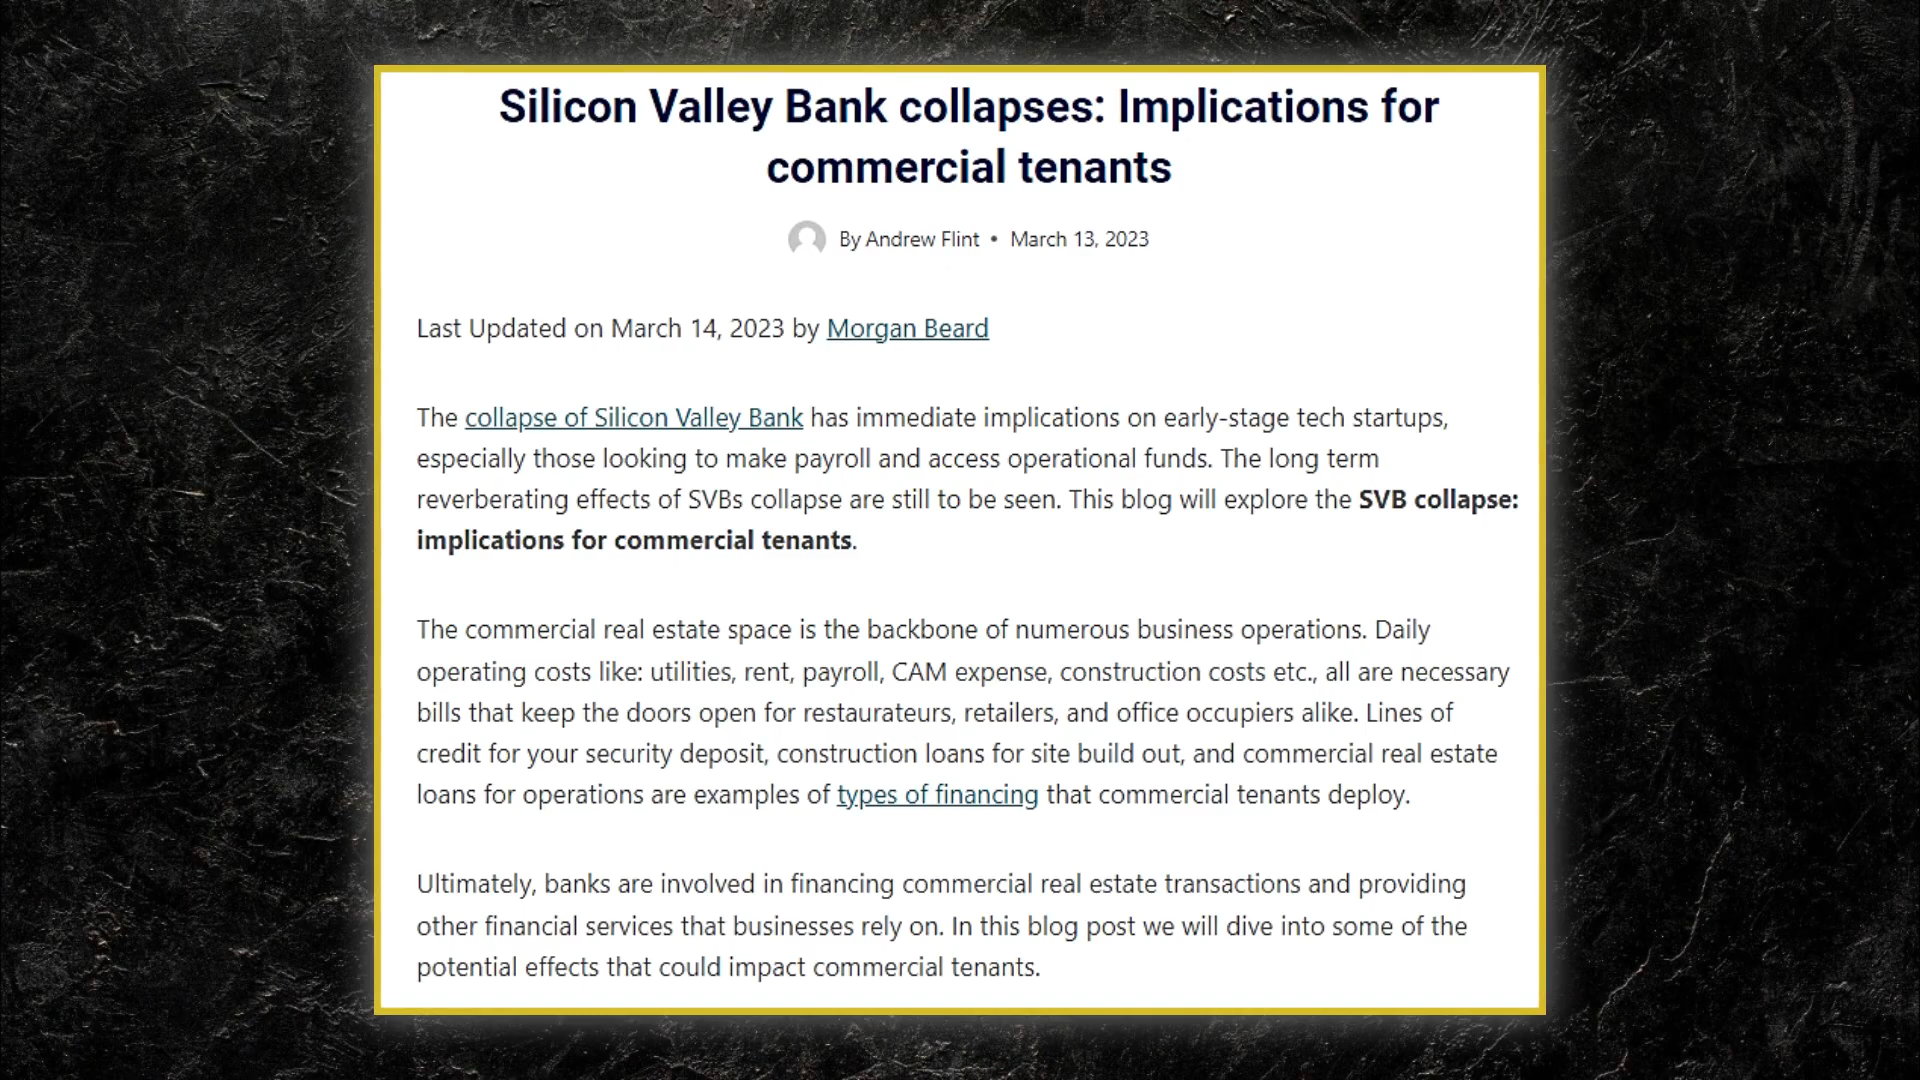 Silicon Valley Bank collapses: Implications for
commercial tenants
By Andrew Flint • March 13, 2023
Last Updated on March 14, 2023 by Morgan Beard
The collapse of Silicon Valley Bank has immediate implications on early-stage tech startups,
especially those looking to make payroll and access operational funds. The long term
reverberating effects of SVBs collapse are still to be seen. This blog will explore the SVB collapse:
implications for commercial tenants.
The commercial real estate space is the backbone of numerous business operations. Daily
operating costs like: utilities, rent, payroll, CAM expense, construction costs etc., all are necessary
bills that keep the doors open for restaurateurs, retailers, and office occupiers alike. Lines of
credit for your security deposit, construction loans for site build out, and commercial real estate
loans for operations are examples of types of financing that commercial tenants deploy.
Ultimately, banks are involved in financing commercial real estate transactions and providing
other financial services that businesses rely on. In this blog post we will dive into some of the
potential effects that could impact commercial tenants.